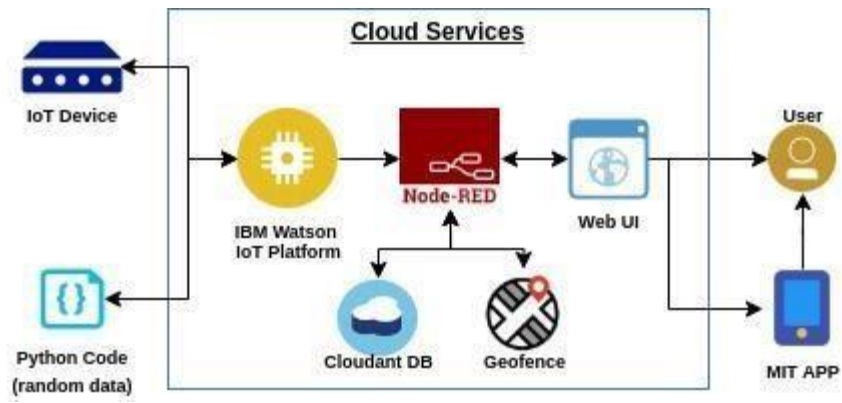 Cloud Services
IoT Device
User
Node-RED
Web UI
IBM Watson
IoT Platform
Python Code
(random data)
Cloudant DB
Geofence
MIT APP